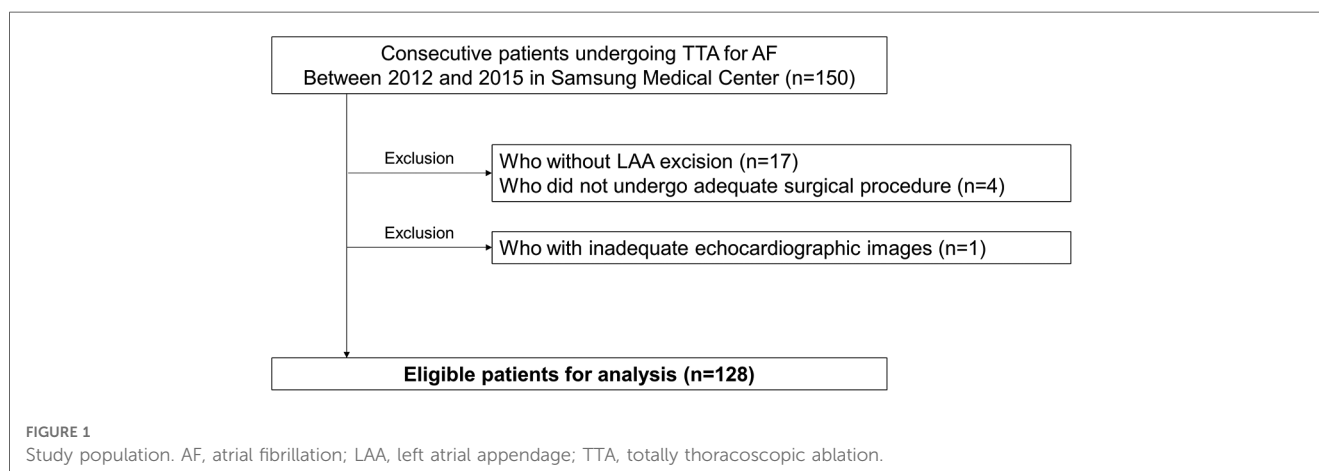 Consecutive patients undergoing TTA for AF
Between 2012 and 2015 in Samsung Medical Center (n=150)
Exclusion
Who without LAA excision (n=17)
Who did not undergo adequate surgical procedure (n=4)
Exclusion
Who with inadequate echocardiographic images (n=1)
Eligible patients for analysis (n=128)
FIGURE 1
Study population. AF, atrial fibrillation; LAA, left atrial appendage; TTA, totally thoracoscopic ablation.